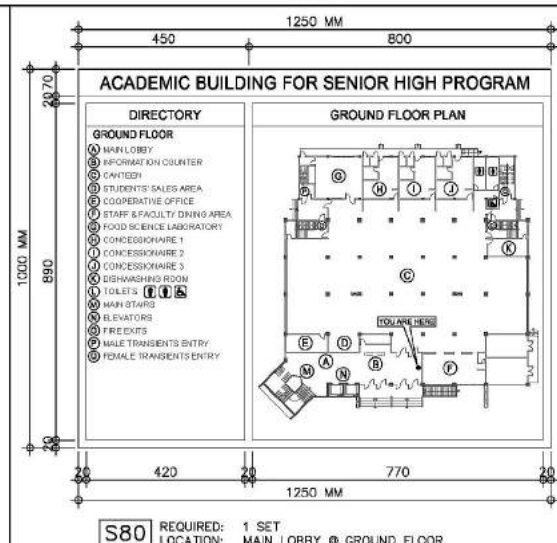 1250 MM
450
800
2070
ACADEMIC BUILDING FOR SENIOR HIGH PROGRAM
DIRECTORY
GROUND FLOOR PLAN
GROUND FLOOR
A MAIN LOBBY
B INFORMATION COUNTER
C CANTEEN
D STUDENTS' SALES AREA
E COOPERATIVE OFFICE
F STAFF & FACULTY DINING AREA
G FOOD SCIENCE LABORATORY
H CONCESSIONAIRE 1
I CONCESSIONAIRE 2
J CONCESSIONAIRE 3
K DISHWASHING ROOM
L TOILETS
M MAIN STAIRS
N ELEVATORS
O FIRE EXITS
P MALE TRANSIENTS ENTRY
Q FEMALE TRANSIENTS ENTRY
G
H
I
J
P
K
C
YOU ARE HERE
E
D
A
B
F
M
N
1000 MM
890
20
20
420
20
770
20
1250 MM
S80
REQUIRED: 1 SET
LOCATION: MAIN LOBBY @ GROUND FLOOR